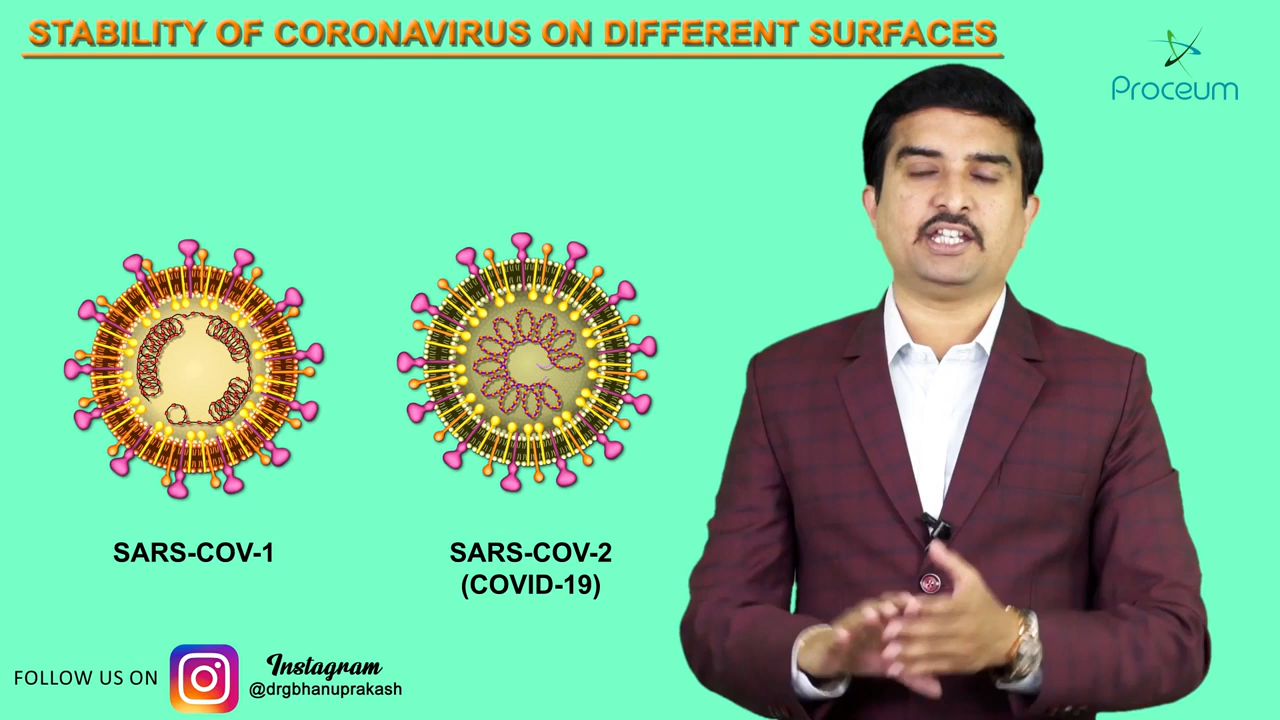 STABILITY OF CORONAVIRUS ON DIFFERENT SURFACES
Proceum
SARS-COV-1
SARS-COV-2
(COVID-19)
FOLLOW US ON
Instagram
@drgbhanuprakash